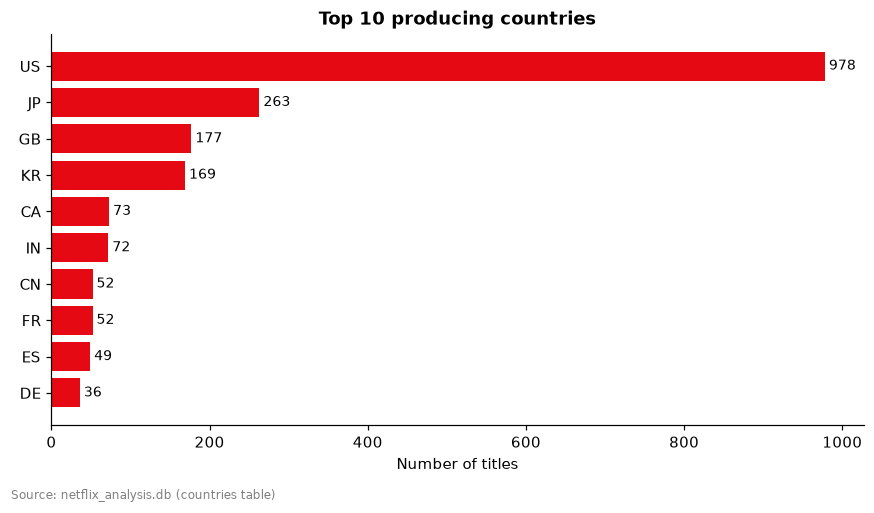 Top 10 producing countries
US 978
JP 263
GB 177
KR 169
CA 73
IN 72
CN 52
FR 52
ES 49
DE 36
0 200 400 600 800 1000
Number of titles
Source: netflix_analysis.db (countries table)